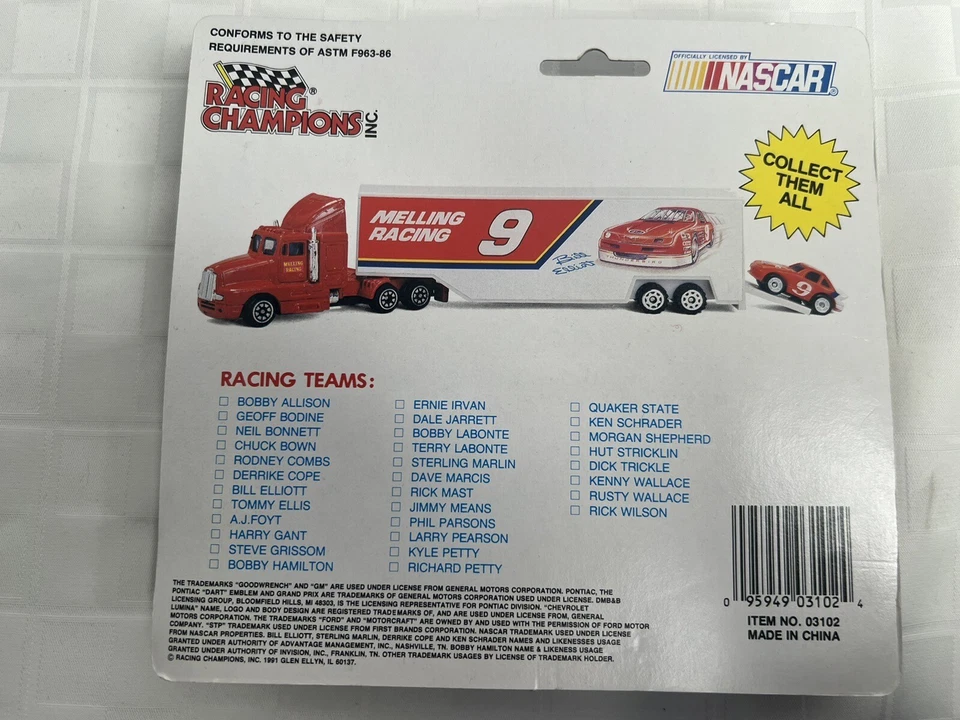 CONFORMS TO THE SAFETY
REQUIREMENTS OF ASTM F963-86
RACING ®
CHAMPIONS INC.
OFFICIALLY LICENSED BY
NASCAR®
COLLECT
THEM
ALL
MELLING
RACING
9
Bill
Elliott
MELLING
RACING
9
RACING TEAMS:
BOBBY ALLISON
GEOFF BODINE
NEIL BONNETT
CHUCK BOWN
RODNEY COMBS
DERRIKE COPE
BILL ELLIOTT
TOMMY ELLIS
A.J.FOYT
HARRY GANT
STEVE GRISSOM
BOBBY HAMILTON
ERNIE IRVAN
DALE JARRETT
BOBBY LABONTE
TERRY LABONTE
STERLING MARLIN
DAVE MARCIS
RICK MAST
JIMMY MEANS
PHIL PARSONS
LARRY PEARSON
KYLE PETTY
RICHARD PETTY
QUAKER STATE
KEN SCHRADER
MORGAN SHEPHERD
HUT STRICKLIN
DICK TRICKLE
KENNY WALLACE
RUSTY WALLACE
RICK WILSON
THE TRADEMARKS "GOODWRENCH" AND "GM" ARE USED UNDER LICENSE FROM GENERAL MOTORS CORPORATION. PONTIAC, THE
PONTIAC "DART" EMBLEM AND GRAND PRIX ARE TRADEMARKS OF GENERAL MOTORS CORPORATION USED UNDER LICENSE. DMB&B
LICENSING GROUP, BLOOMFIELD HILLS, MI 48303, IS THE LICENSING REPRESENTATIVE FOR PONTIAC DIVISION. "CHEVROLET
LUMINA" NAME, LOGO AND BODY DESIGN ARE REGISTERED TRADEMARKS OF, AND ARE USED UNDER LICENSE FROM, GENERAL
MOTORS CORPORATION. THE TRADEMARKS "FORD" AND "MOTORCRAFT" ARE OWNED BY AND USED WITH THE PERMISSION OF FORD MOTOR
COMPANY. "STP" TRADEMARK USED UNDER LICENSE FROM FIRST BRANDS CORPORATION. NASCAR TRADEMARK USED UNDER LICENSE
FROM NASCAR PROPERTIES. BILL ELLIOTT, STERLING MARLIN, DERRIKE COPE AND KEN SCHRADER NAMES AND LIKENESSES USAGE
GRANTED UNDER AUTHORITY OF ADVANTAGE MANAGEMENT, INC., NASHVILLE, TN. BOBBY HAMILTON NAME & LIKENESS USAGE
GRANTED UNDER AUTHORITY OF INVISION, INC., FRANKLIN, TN. OTHER TRADEMARK USAGES BY LICENSE OF TRADEMARK HOLDER.
© RACING CHAMPIONS, INC. 1991 GLEN ELLYN, IL 60137.
0 95949 03102 4
ITEM NO. 03102
MADE IN CHINA